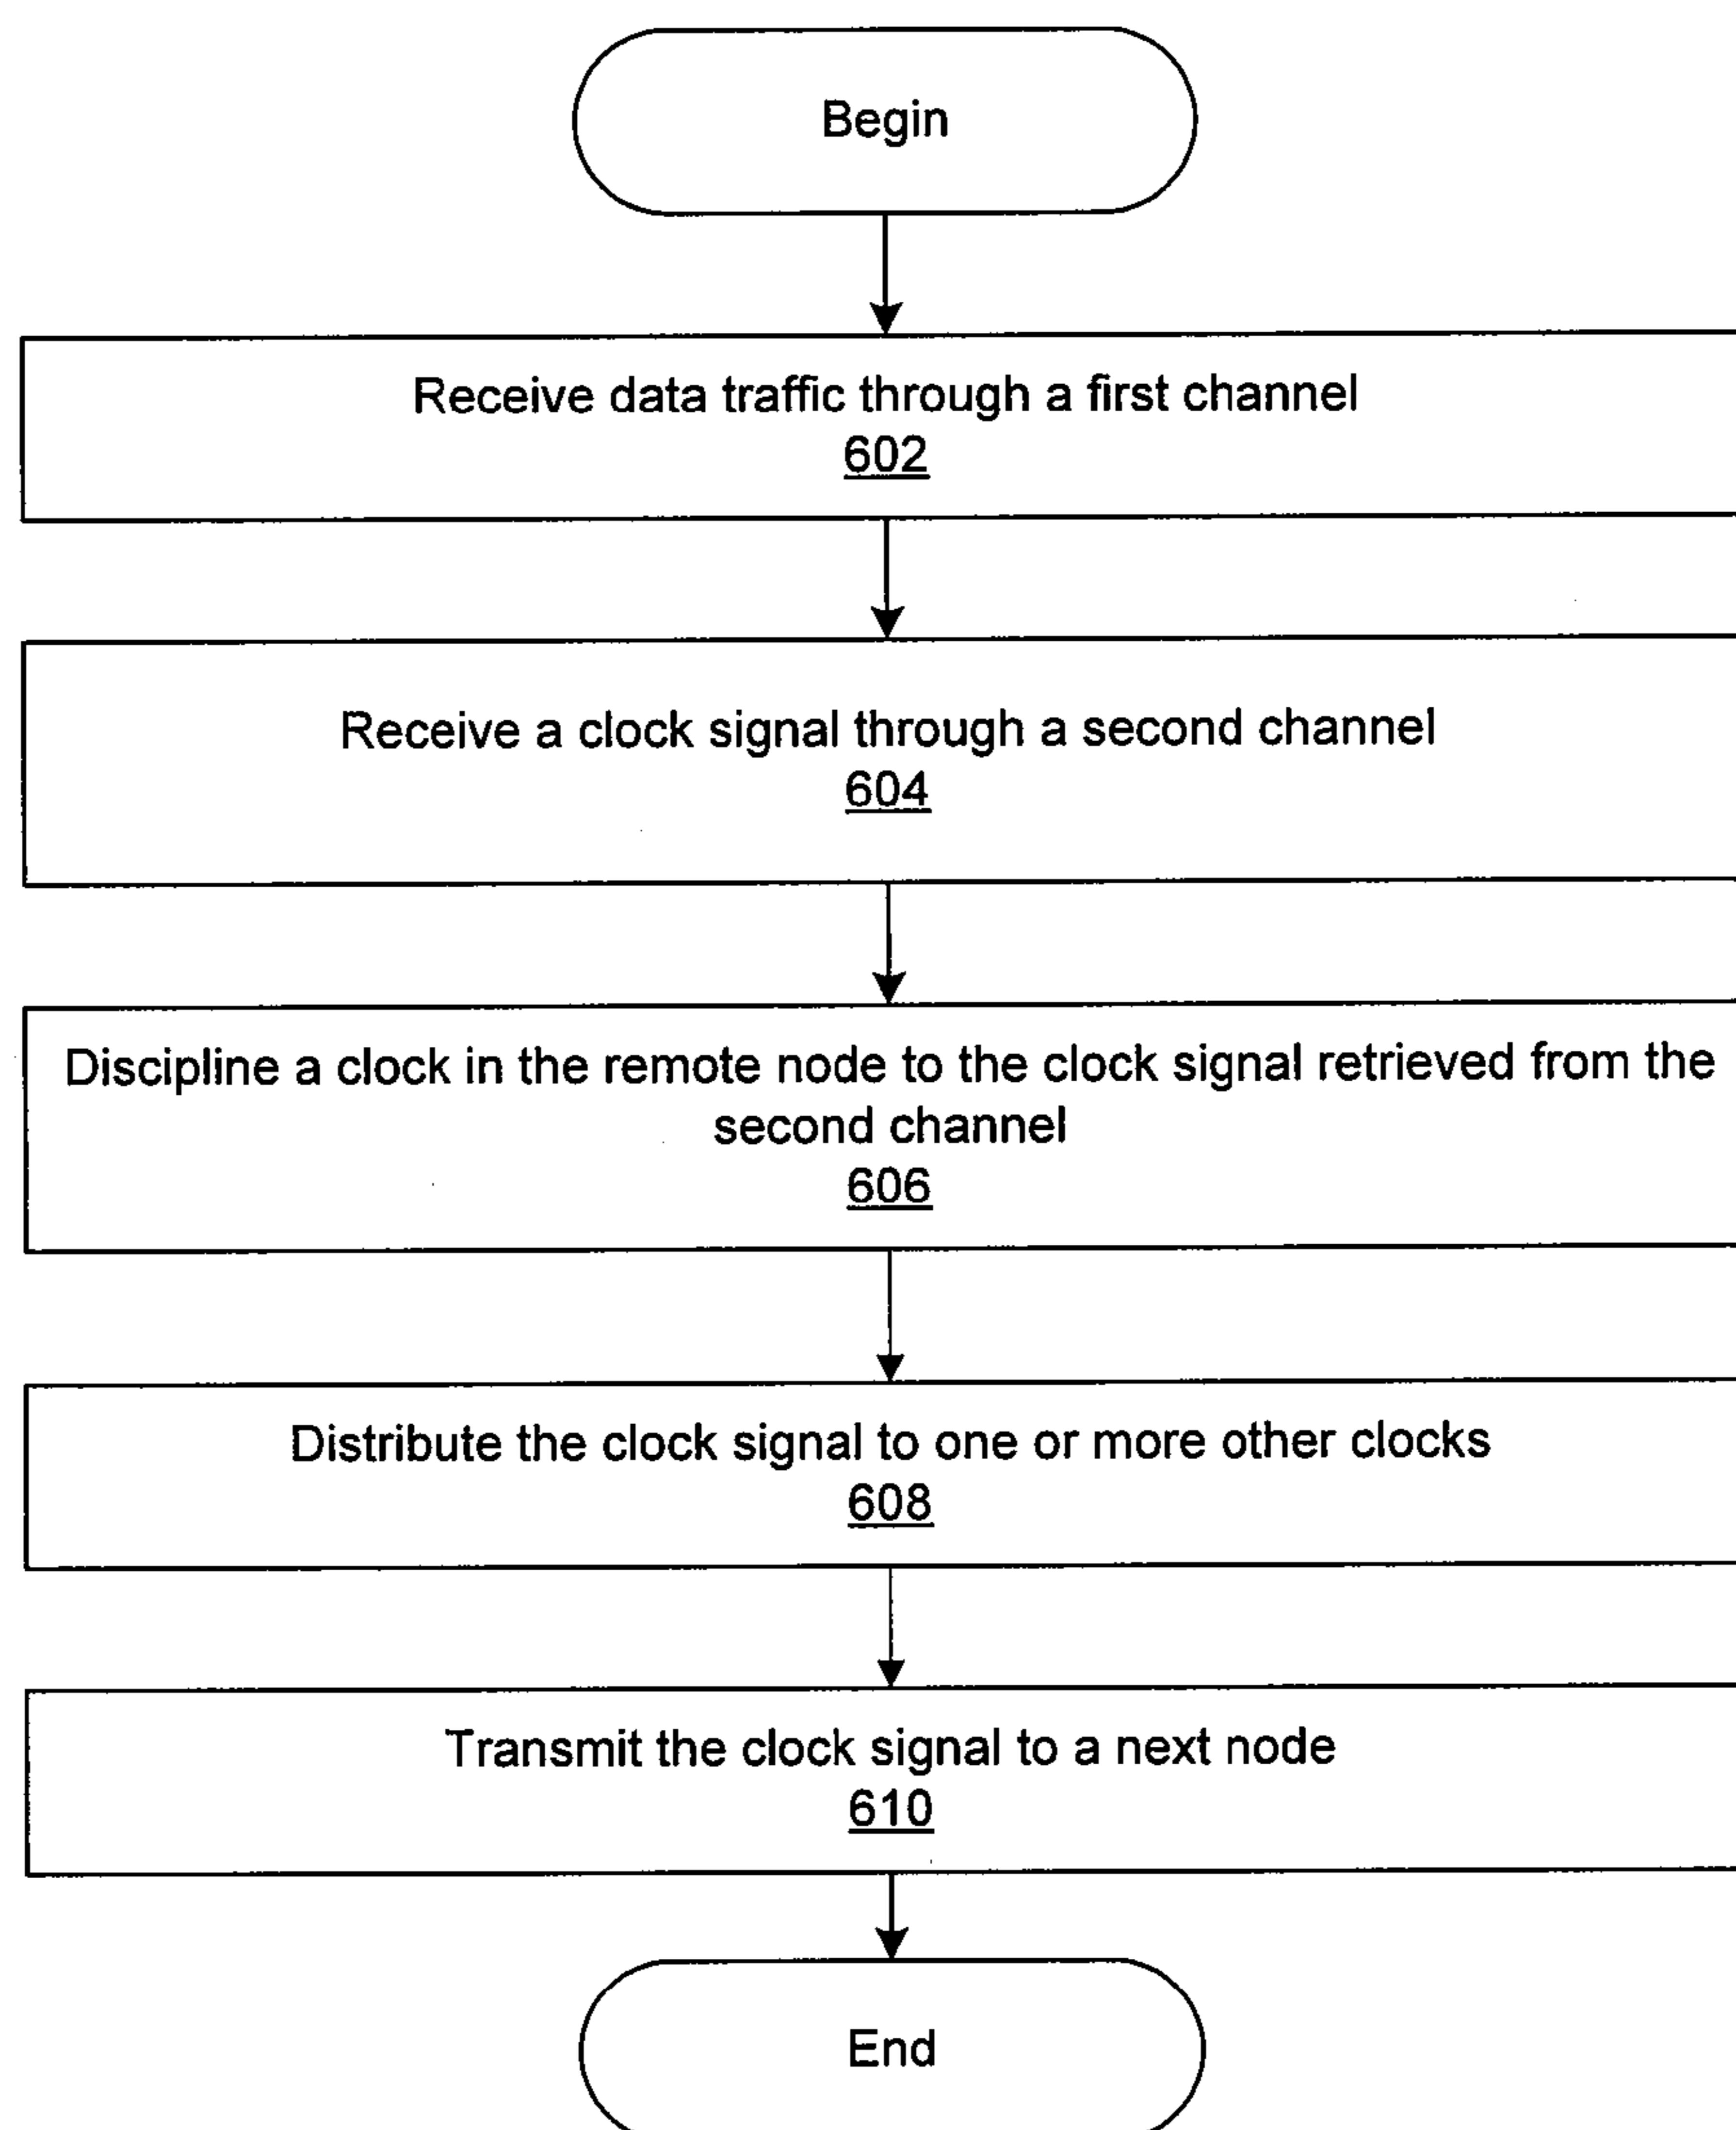 Begin
Receive data traffic through a first channel
602
Receive a clock signal through a second channel
604
Discipline a clock in the remote node to the clock signal retrieved from the
second channel
606
Distribute the clock signal to one or more other clocks
608
Transmit the clock signal to a next node
610
End